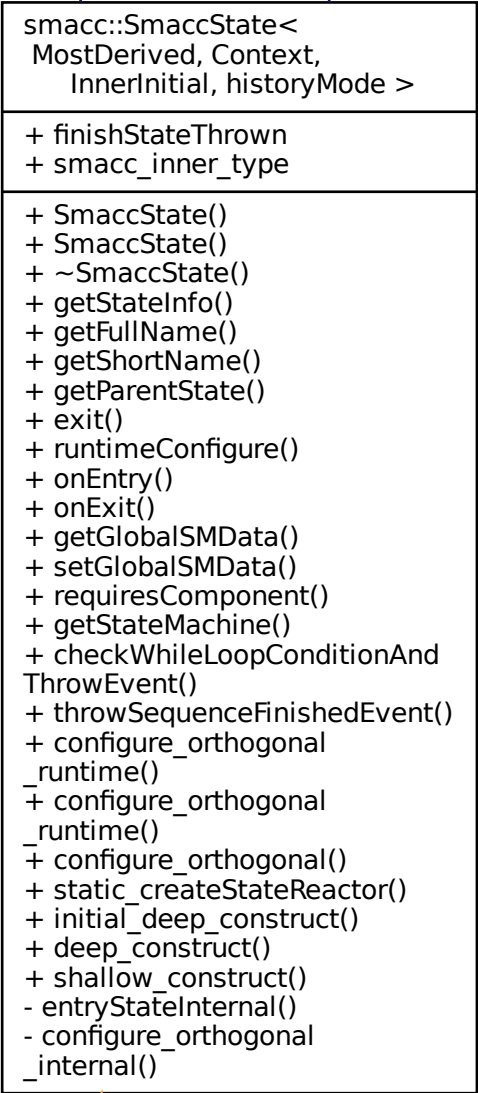 smacc::SmaccState<
MostDerived, Context,
InnerInitial, historyMode >
+ finishStateThrown
+ smacc_inner_type
+ SmaccState()
+ SmaccState()
+ ~SmaccState()
+ getStateInfo()
+ getFullName()
+ getShortName()
+ getParentState()
+ exit()
+ runtimeConfigure()
+ onEntry()
+ onExit()
+ getGlobalSMData()
+ setGlobalSMData()
+ requiresComponent()
+ getStateMachine()
+ checkWhileLoopConditionAnd
ThrowEvent()
+ throwSequenceFinishedEvent()
+ configure_orthogonal
_runtime()
+ configure_orthogonal
_runtime()
+ configure_orthogonal()
+ static_createStateReactor()
+ initial_deep_construct()
+ deep_construct()
+ shallow_construct()
- entryStateInternal()
- configure_orthogonal
_internal()